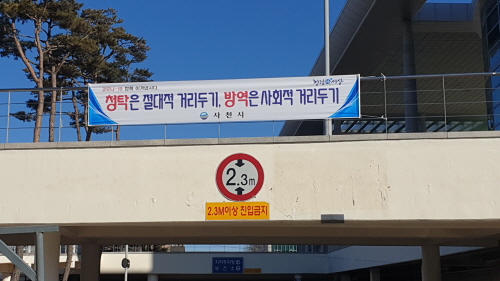 청탁은 절대적 거리두기, 방역은 사회적 거리두기
사천시
2.3m
2.3M이상 진입금지